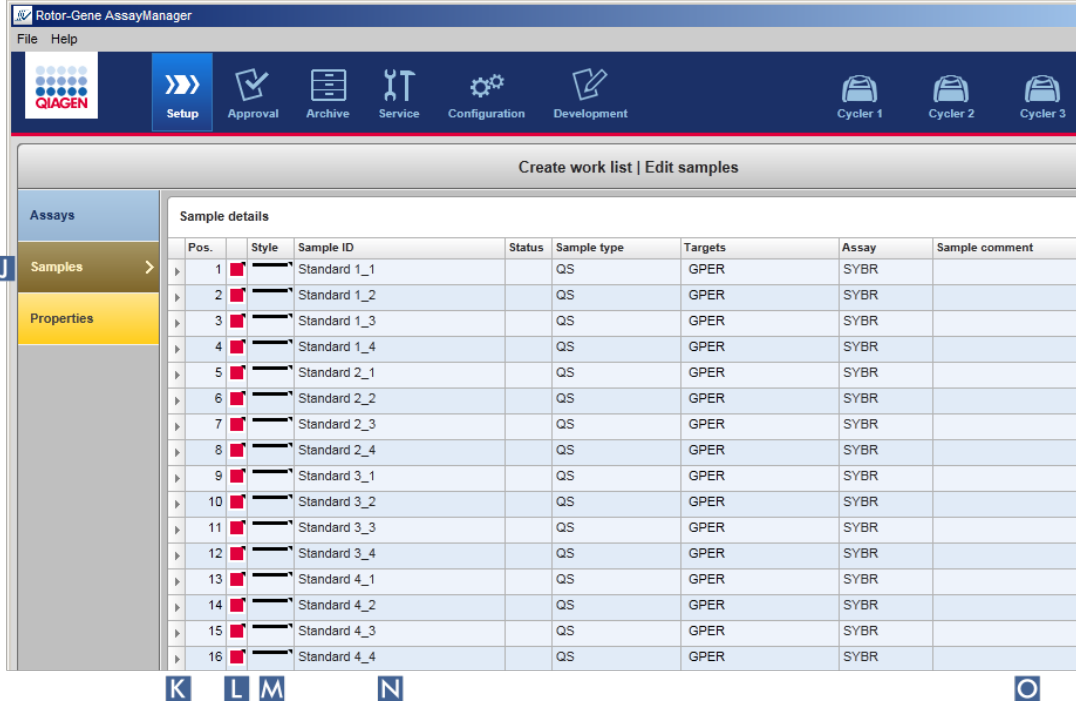 Rotor-Gene AssayManager
File Help
QIAGEN
Setup Approval Archive Service Configuration Development Cycler 1 Cycler 2 Cycler 3
Create work list | Edit samples
Assays
Samples
Properties
Sample details
Pos. Style Sample ID Status Sample type Targets Assay Sample comment
1 Standard 1_1 QS GPER SYBR
2 Standard 1_2 QS GPER SYBR
3 Standard 1_3 QS GPER SYBR
4 Standard 1_4 QS GPER SYBR
5 Standard 2_1 QS GPER SYBR
6 Standard 2_2 QS GPER SYBR
7 Standard 2_3 QS GPER SYBR
8 Standard 2_4 QS GPER SYBR
9 Standard 3_1 QS GPER SYBR
10 Standard 3_2 QS GPER SYBR
11 Standard 3_3 QS GPER SYBR
12 Standard 3_4 QS GPER SYBR
13 Standard 4_1 QS GPER SYBR
14 Standard 4_2 QS GPER SYBR
15 Standard 4_3 QS GPER SYBR
16 Standard 4_4 QS GPER SYBR
J
K L M N O